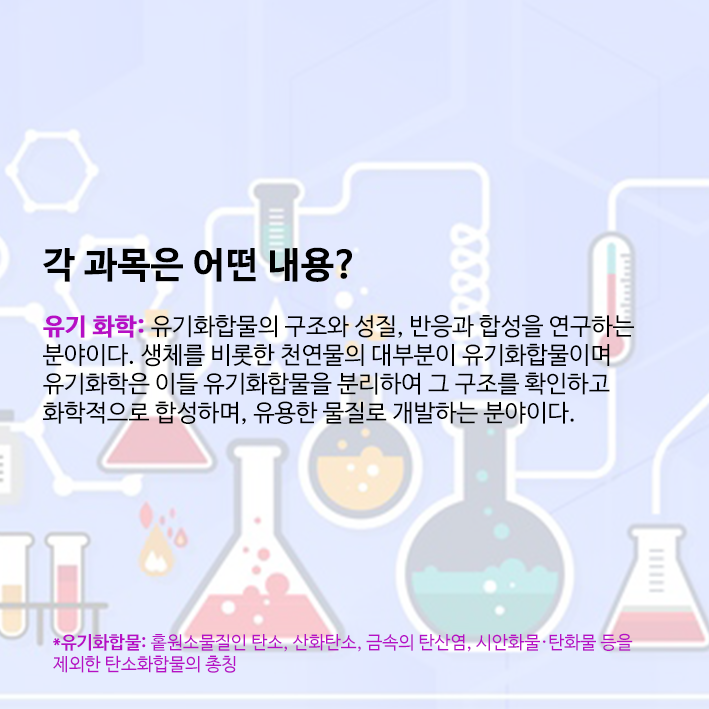 각 과목은 어떤 내용?
유기 화학: 유기화합물의 구조와 성질, 반응과 합성을 연구하는
분야이다. 생체를 비롯한 천연물의 대부분이 유기화합물이며
유기화학은 이들 유기화합물을 분리하여 그 구조를 확인하고
화학적으로 합성하며, 유용한 물질로 개발하는 분야이다.
*유기화합물: 홑원소물질인 탄소, 산화탄소, 금속의 탄산염, 시안화물·탄화물 등을
제외한 탄소화합물의 총칭